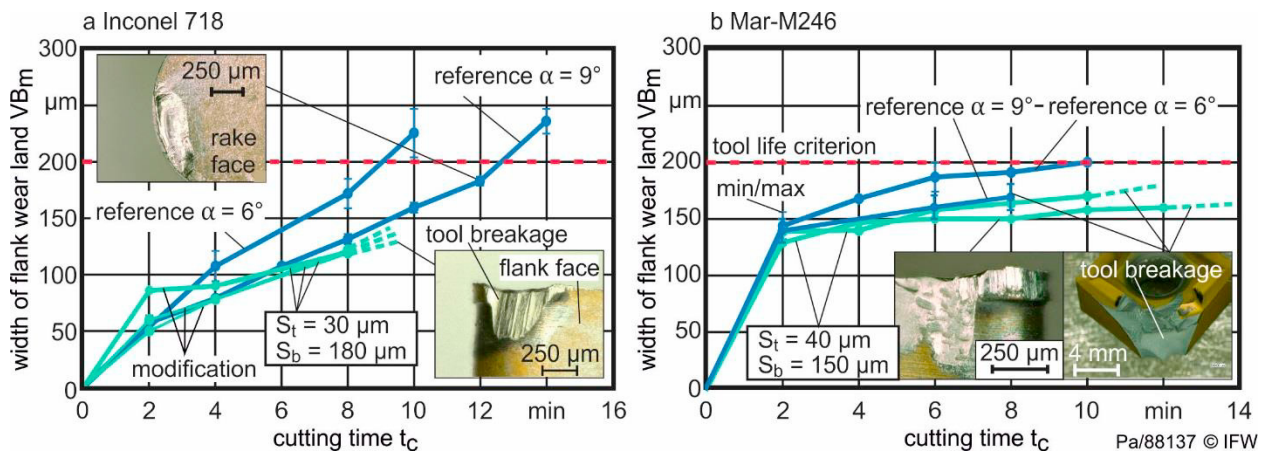 a Inconel 718
width of flank wear land VBm
300
µm
200
150
100
50
0
250 µm
rake
face
reference α = 9°
reference α = 6°
tool breakage
flank face
250 µm
modification
St = 30 µm
Sb = 180 µm
0 2 4 6 8 10 12 min 16
cutting time tc
b Mar-M246
width of flank wear land VBm
300
µm
200
150
100
50
0
reference α = 9°
reference α = 6°
tool life criterion
min/max
tool breakage
St = 40 µm
Sb = 150 µm
250 µm
4 mm
0 2 4 6 8 10 min 14
cutting time tc
Pa/88137 © IFW